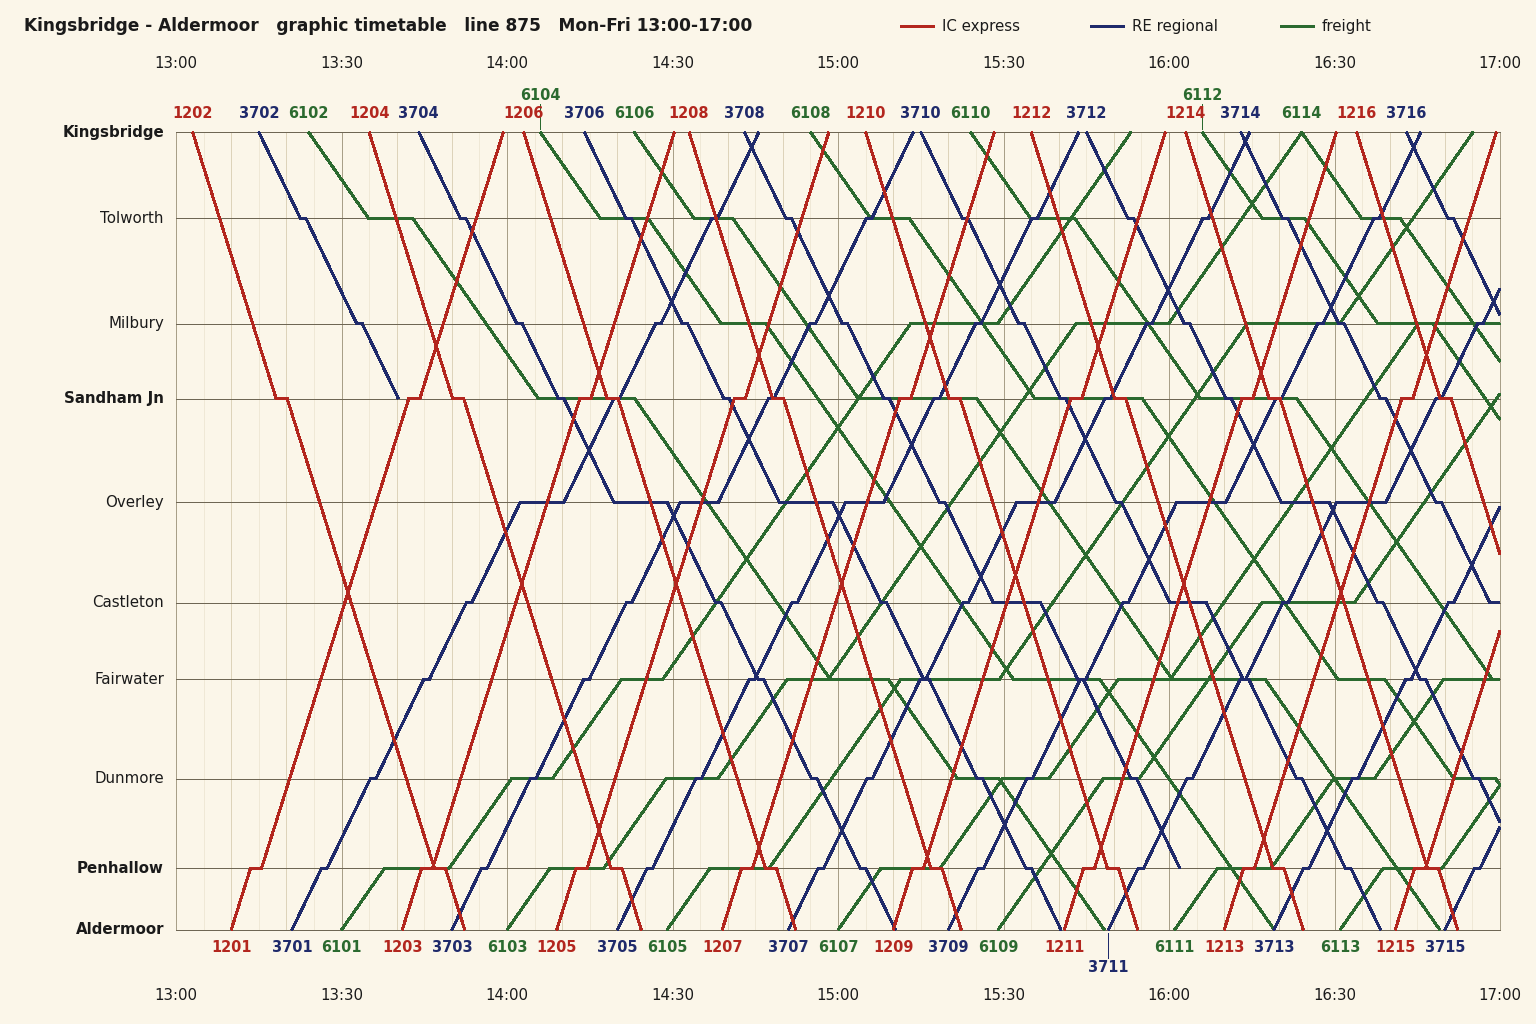 Kingsbridge - Aldermoor graphic timetable line 875 Mon-Fri 13:00-17:00
IC express RE regional freight
13:00 13:30 14:00 14:30 15:00 15:30 16:00 16:30 17:00
6104 6112
1202 3702 6102 1204 3704 1206 3706 6106 1208 3708 6108 1210 3710 6110 1212 3712 1214 3714 6114 1216 3716
Kingsbridge
Tolworth
Milbury
Sandham Jn
Overley
Castleton
Fairwater
Dunmore
Penhallow
Aldermoor
1201 3701 6101 1203 3703 6103 1205 3705 6105 1207 3707 6107 1209 3709 6109 1211 6111 1213 3713 6113 1215 3715
3711
13:00 13:30 14:00 14:30 15:00 15:30 16:00 16:30 17:00